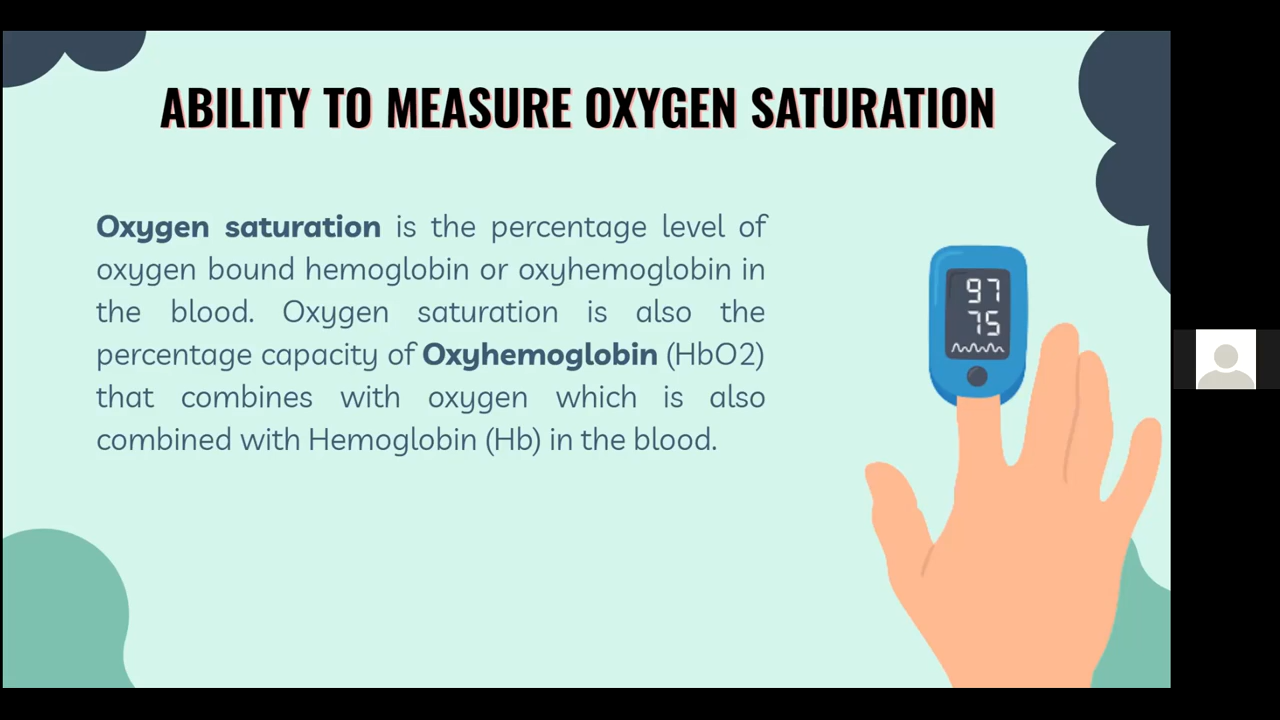 ABILITY TO MEASURE OXYGEN SATURATION
Oxygen saturation is the percentage level of
oxygen bound hemoglobin or oxyhemoglobin in
the blood. Oxygen saturation is also the
percentage capacity of Oxyhemoglobin (HbO2)
that combines with oxygen which is also
combined with Hemoglobin (Hb) in the blood.
97
75